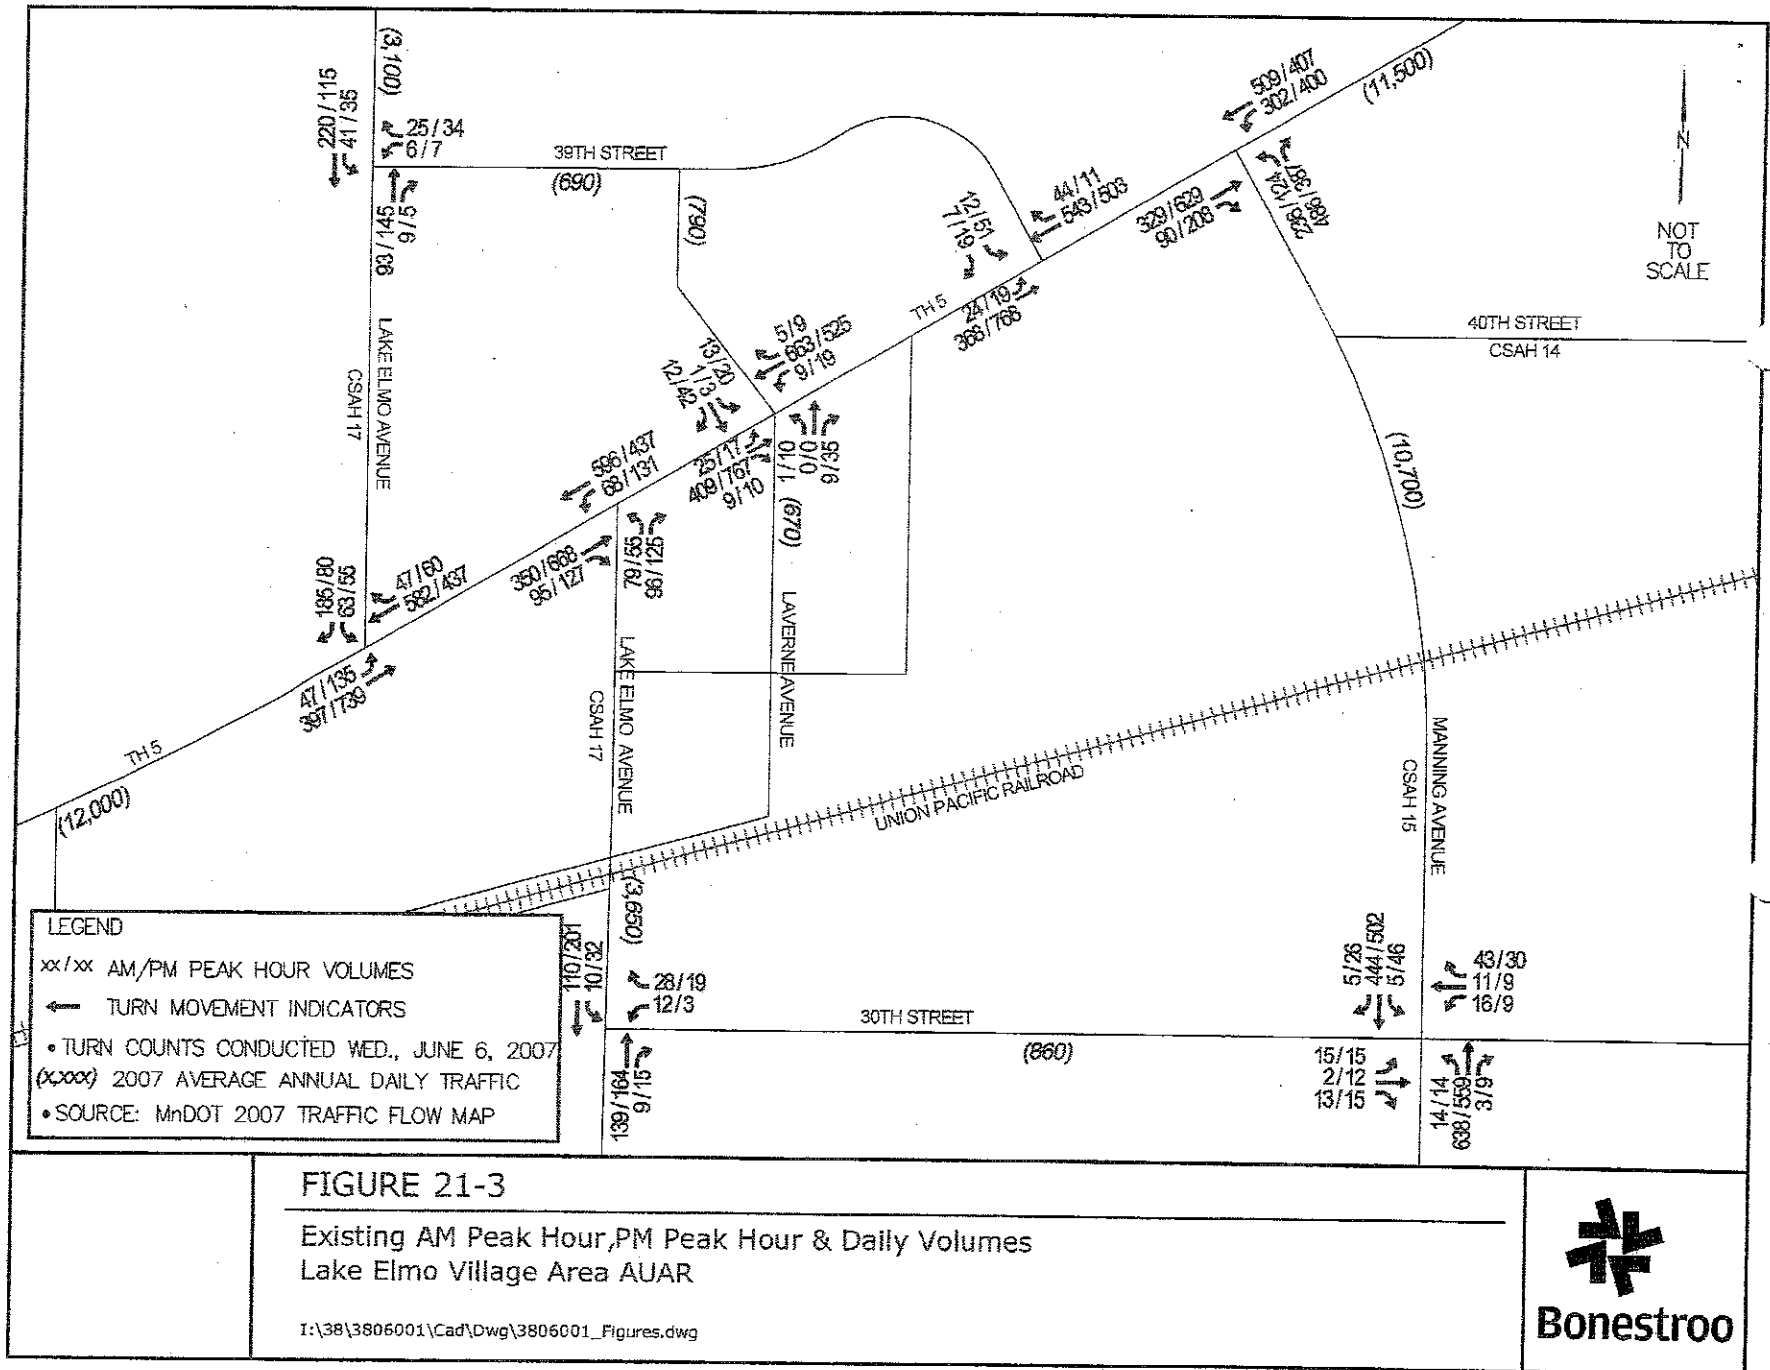 (3,100)
220/115
41/35
25/34
6/7
39TH STREET
(690)
(790)
93/145
9/5
LAKE ELMO AVENUE
CSAH 17
509/407
302/400
(11,500)
N
NOT
TO
SCALE
44/11
543/503
12/51
7/19
329/629
90/208
236/124
24/19
368/768
TH 5
40TH STREET
CSAH 14
5/9
663/525
9/19
13/20
1/3
12/42
25/17
409/767
9/10
1/10
0/0
9/35
(670)
596/437
68/131
350/668
95/127
96/125
185/80
63/55
47/60
582/437
47/135
397/739
TH 5
(12,000)
(10,700)
LAKE ELMO AVENUE
CSAH 17
LAVERNE AVENUE
UNION PACIFIC RAILROAD
MANNING AVENUE
CSAH 15
(3,650)
110/201
10/32
28/19
12/3
139/164
9/15
30TH STREET
(860)
5/26
444/502
5/46
43/30
11/9
16/9
15/15
2/12
13/15
14/14
638/559
3/9
LEGEND
xx/xx AM/PM PEAK HOUR VOLUMES
TURN MOVEMENT INDICATORS
• TURN COUNTS CONDUCTED WED., JUNE 6, 2007
(X,XXX) 2007 AVERAGE ANNUAL DAILY TRAFFIC
• SOURCE: MnDOT 2007 TRAFFIC FLOW MAP
FIGURE 21-3
Existing AM Peak Hour,PM Peak Hour & Daily Volumes
Lake Elmo Village Area AUAR
I:\38\3806001\Cad\Dwg\3806001_Figures.dwg
Bonestroo